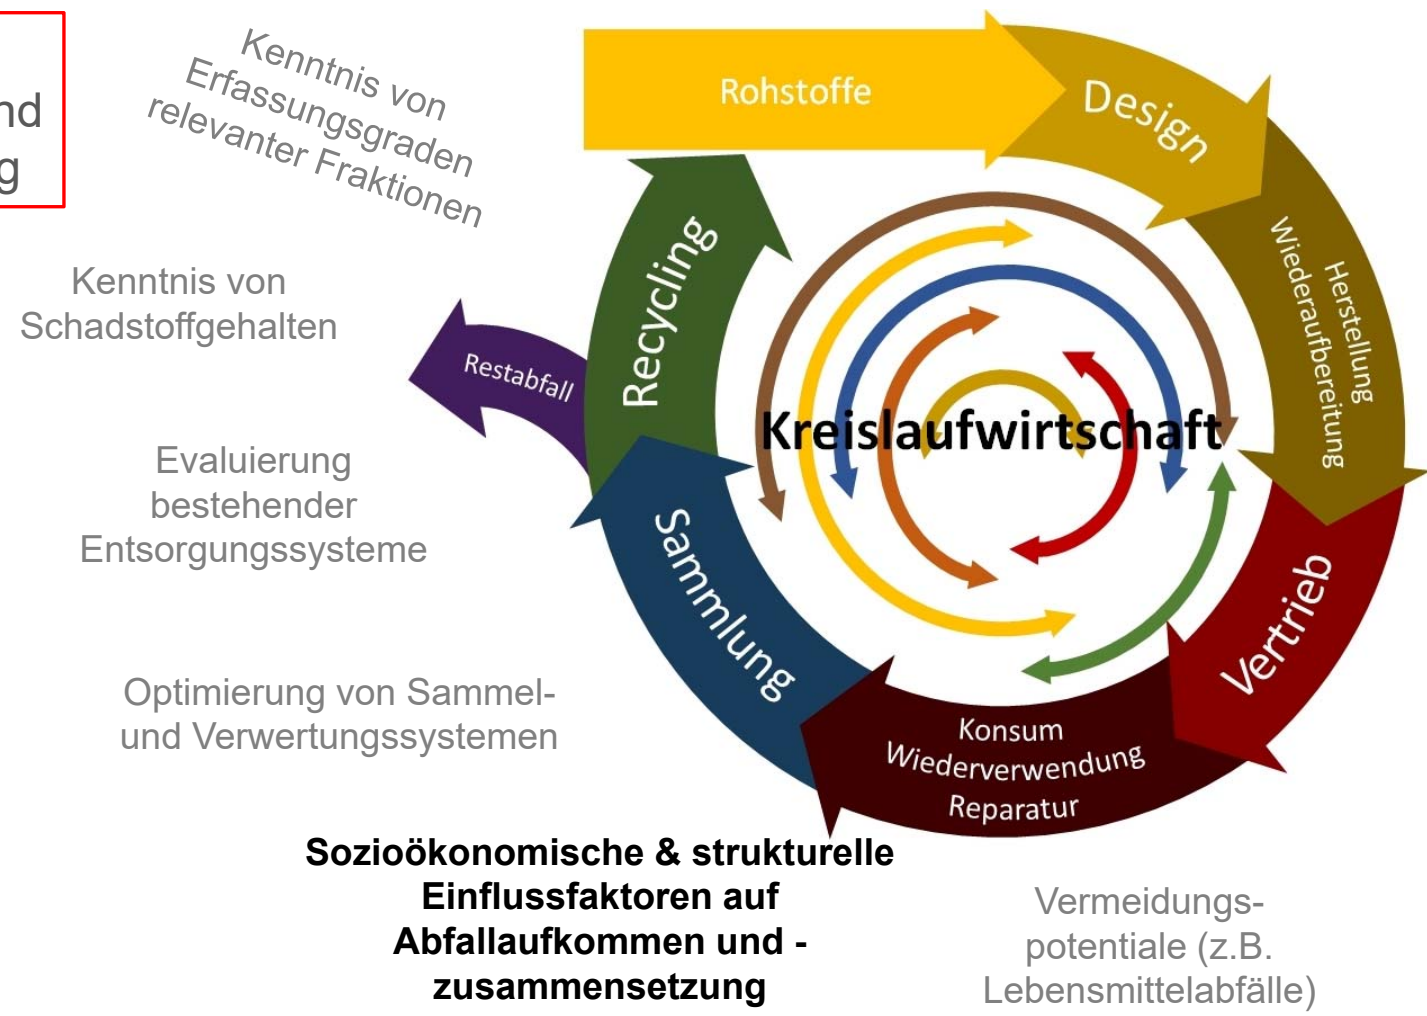 Kenntnis von
Erfassungsgraden
relevanter Fraktionen
Kenntnis von
Schadstoffgehalten
Evaluierung
bestehender
Entsorgungssysteme
Optimierung von Sammel-
und Verwertungssystemen
Sozioökonomische & strukturelle
Einflussfaktoren auf
Abfallaufkommen und -
zusammensetzung
Vermeidungs-
potentiale (z.B.
Lebensmittelabfälle)
Rohstoffe
Design
Herstellung
Wiederaufbereitung
Vertrieb
Konsum
Wiederverwendung
Reparatur
Sammlung
Recycling
Restabfall
Kreislaufwirtschaft